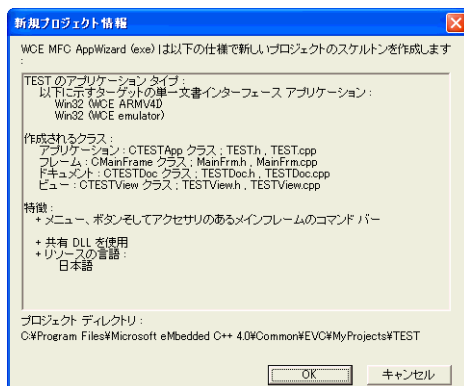 新規プロジェクト情報
WCE MFC AppWizard (exe) は以下の仕様で新しいプロジェクトのスケルトンを作成します
:
TEST のアプリケーション タイプ :
以下に示すターゲットの単一文書インターフェース アプリケーション :
Win32 (WCE ARMV4I)
Win32 (WCE emulator)
作成されるクラス :
アプリケーション : CTESTApp クラス ; TEST.h , TEST.cpp
フレーム : CMainFrame クラス ; MainFrm.h , MainFrm.cpp
ドキュメント : CTESTDoc クラス ; TESTDoc.h , TESTDoc.cpp
ビュー : CTESTView クラス ; TESTView.h , TESTView.cpp
特徴 :
+ メニュー、ボタンそしてアクセサリのあるメインフレームのコマンド バー
+ 共有 DLL を使用
+ リソースの言語 :
日本語
プロジェクト ディレクトリ :
C:¥Program Files¥Microsoft eMbedded C++ 4.0¥Common¥EVC¥MyProjects¥TEST
OK
キャンセル